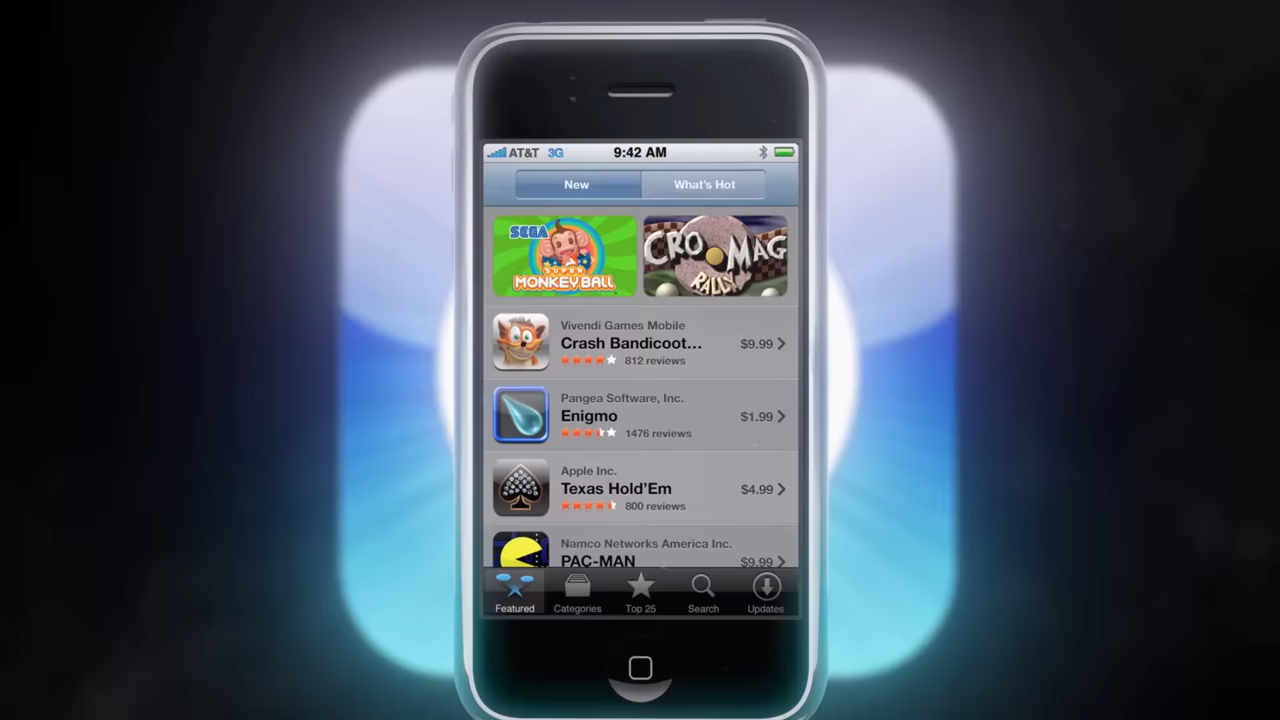 AT&T 3G 9:42 AM
New What's Hot
SEGA
SUPER
MONKEY BALL
CRO MAG
RALLY
Vivendi Games Mobile
Crash Bandicoot... $9.99
812 reviews
Pangea Software, Inc.
Enigmo $1.99
1476 reviews
Apple Inc.
Texas Hold'Em $4.99
800 reviews
Namco Networks America Inc.
PAC-MAN $9.99
Featured Categories Top 25 Search Updates